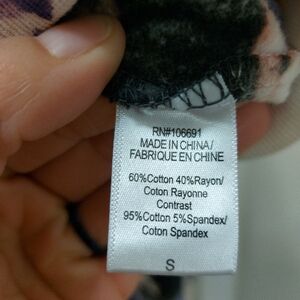 RN#106691
MADE IN CHINA/
FABRIQUE EN CHINE
60%Cotton 40%Rayon/
Coton Rayonne
Contrast
95%Cotton 5%Spandex/
Coton Spandex
S